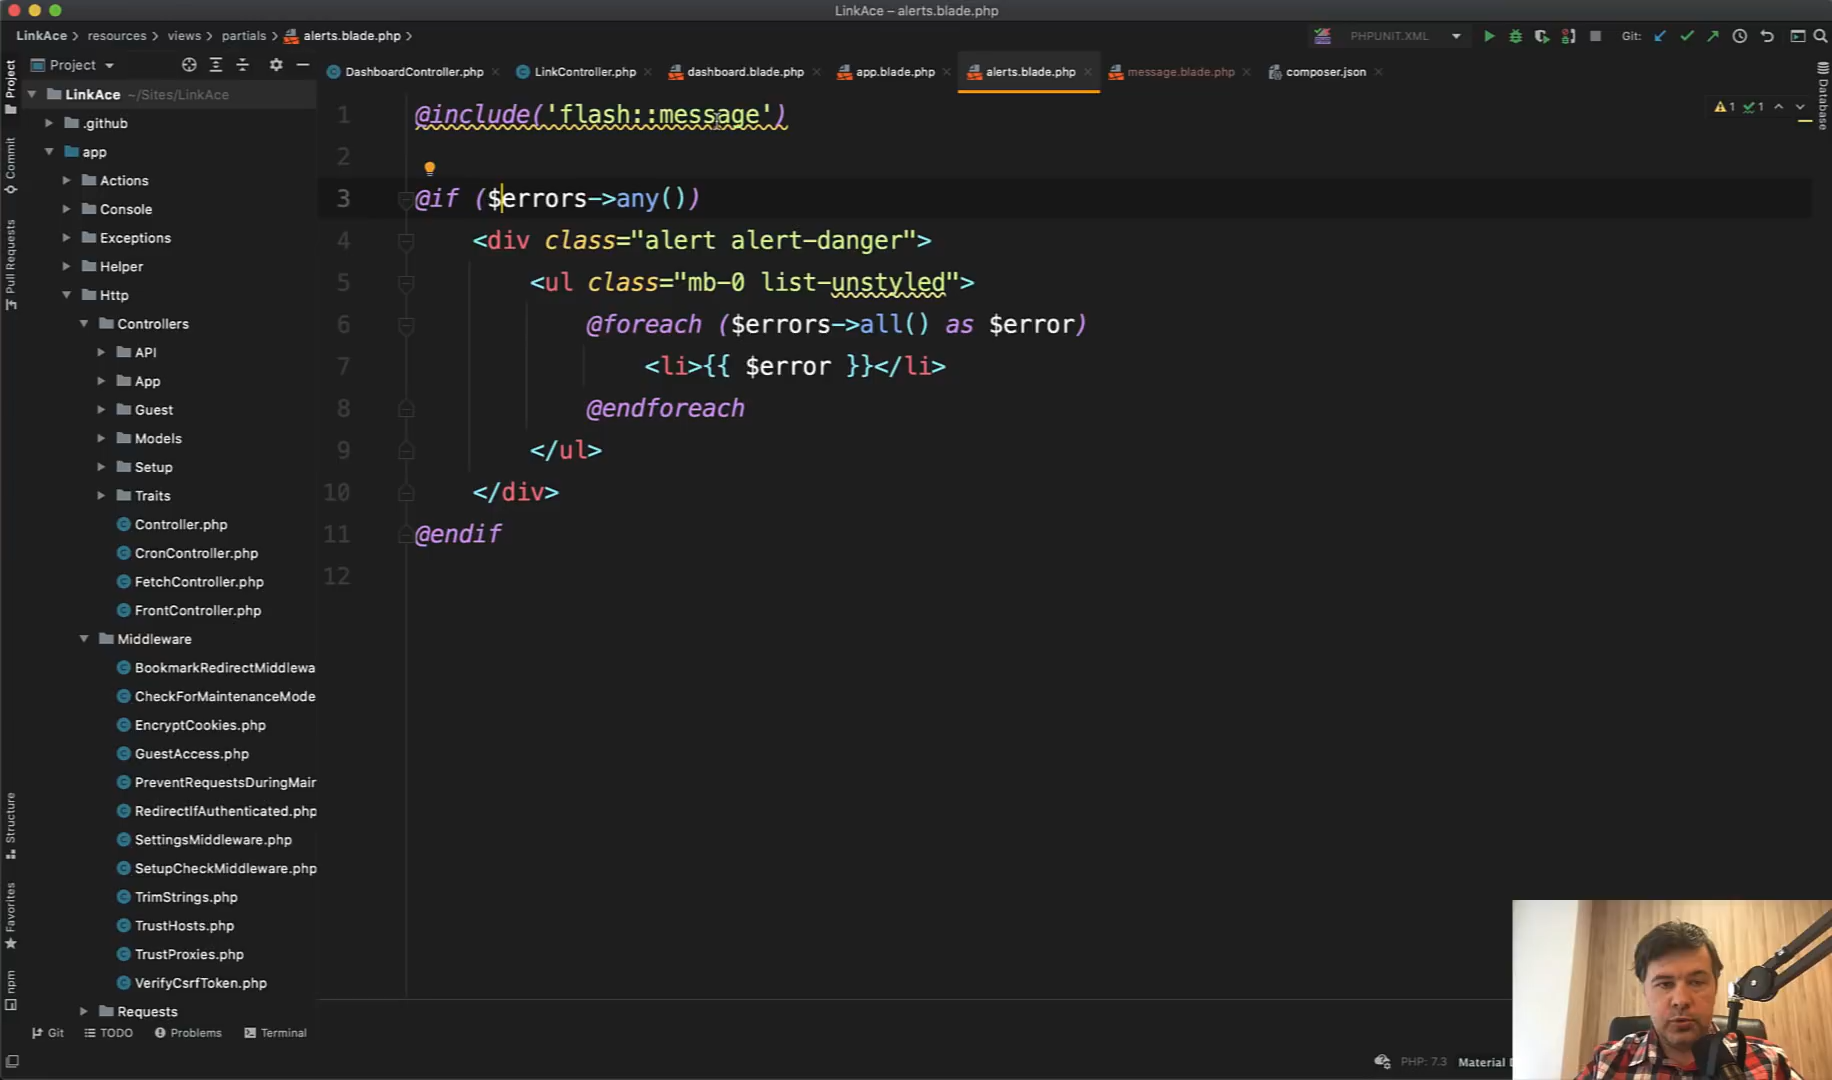 LinkAce – alerts.blade.php
LinkAce resources views partials alerts.blade.php
PHPUNIT.XML
Git:
Project
DashboardController.php
LinkController.php
dashboard.blade.php
app.blade.php
alerts.blade.php
message.blade.php
composer.json
Project
Commit
Pull Requests
Structure
Favorites
npm
Database
LinkAce ~/Sites/LinkAce
.github
app
Actions
Console
Exceptions
Helper
Http
Controllers
API
App
Guest
Models
Setup
Traits
Controller.php
CronController.php
FetchController.php
FrontController.php
Middleware
BookmarkRedirectMiddlewa
CheckForMaintenanceMode
EncryptCookies.php
GuestAccess.php
PreventRequestsDuringMain
RedirectIfAuthenticated.php
SettingsMiddleware.php
SetupCheckMiddleware.php
TrimStrings.php
TrustHosts.php
TrustProxies.php
VerifyCsrfToken.php
Requests
1 1
1 @include('flash::message')
2
3 @if ($errors->any())
4 <div class="alert alert-danger">
5 <ul class="mb-0 list-unstyled">
6 @foreach ($errors->all() as $error)
7 <li>{{ $error }}</li>
8 @endforeach
9 </ul>
10 </div>
11 @endif
12
Git TODO Problems Terminal
PHP: 7.3 Material